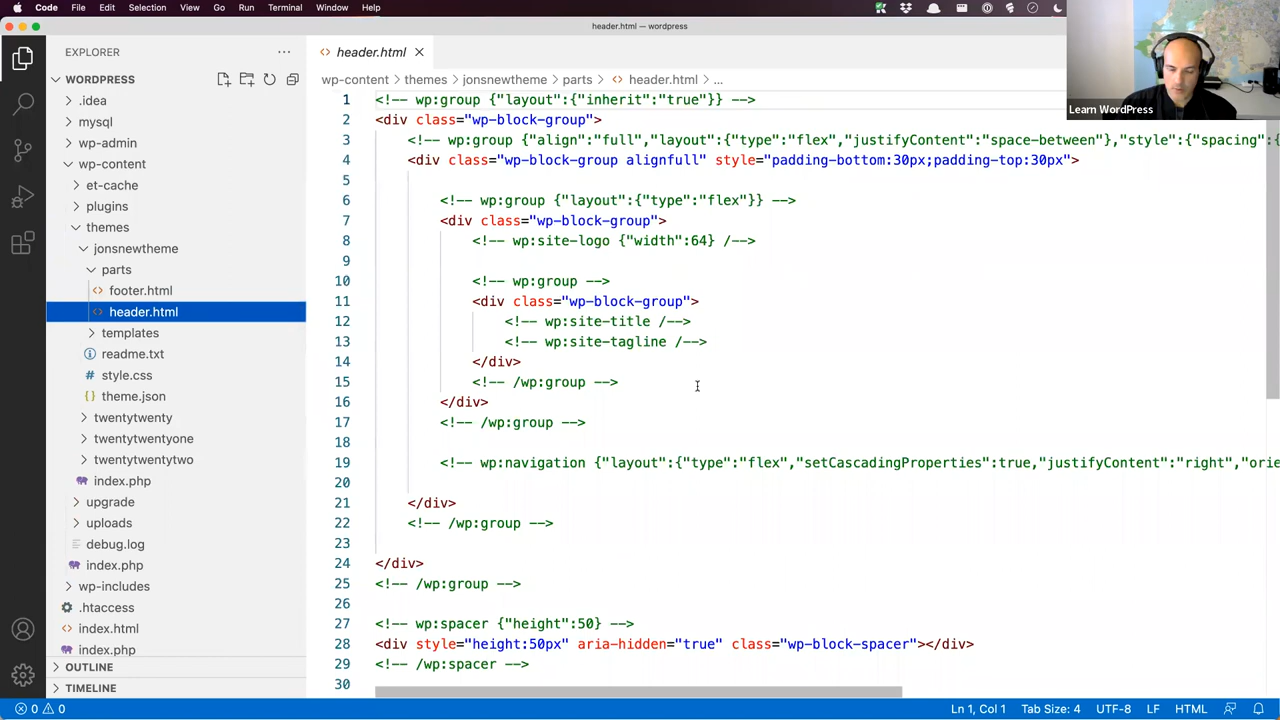 Code File Edit Selection View Go Run Terminal Window Help
header.html — wordpress
Learn WordPress
EXPLORER
WORDPRESS
.idea
mysql
wp-admin
wp-content
et-cache
plugins
themes
jonsnewtheme
parts
footer.html
header.html
templates
readme.txt
style.css
theme.json
twentytwenty
twentytwentyone
twentytwentytwo
index.php
upgrade
uploads
debug.log
index.php
wp-includes
.htaccess
index.html
index.php
OUTLINE
TIMELINE
header.html
wp-content > themes > jonsnewtheme > parts > header.html > ...
1 <!-- wp:group {"layout":{"inherit":"true"}} -->
2 <div class="wp-block-group">
3 <!-- wp:group {"align":"full","layout":{"type":"flex","justifyContent":"space-between"},"style":{"spacing":{
4 <div class="wp-block-group alignfull" style="padding-bottom:30px;padding-top:30px">
5
6 <!-- wp:group {"layout":{"type":"flex"}} -->
7 <div class="wp-block-group">
8 <!-- wp:site-logo {"width":64} /-->
9
10 <!-- wp:group -->
11 <div class="wp-block-group">
12 <!-- wp:site-title /-->
13 <!-- wp:site-tagline /-->
14 </div>
15 <!-- /wp:group -->
16 </div>
17 <!-- /wp:group -->
18
19 <!-- wp:navigation {"layout":{"type":"flex","setCascadingProperties":true,"justifyContent":"right","orie
20
21 </div>
22 <!-- /wp:group -->
23
24 </div>
25 <!-- /wp:group -->
26
27 <!-- wp:spacer {"height":50} -->
28 <div style="height:50px" aria-hidden="true" class="wp-block-spacer"></div>
29 <!-- /wp:spacer -->
30
0 0 Ln 1, Col 1 Tab Size: 4 UTF-8 LF HTML